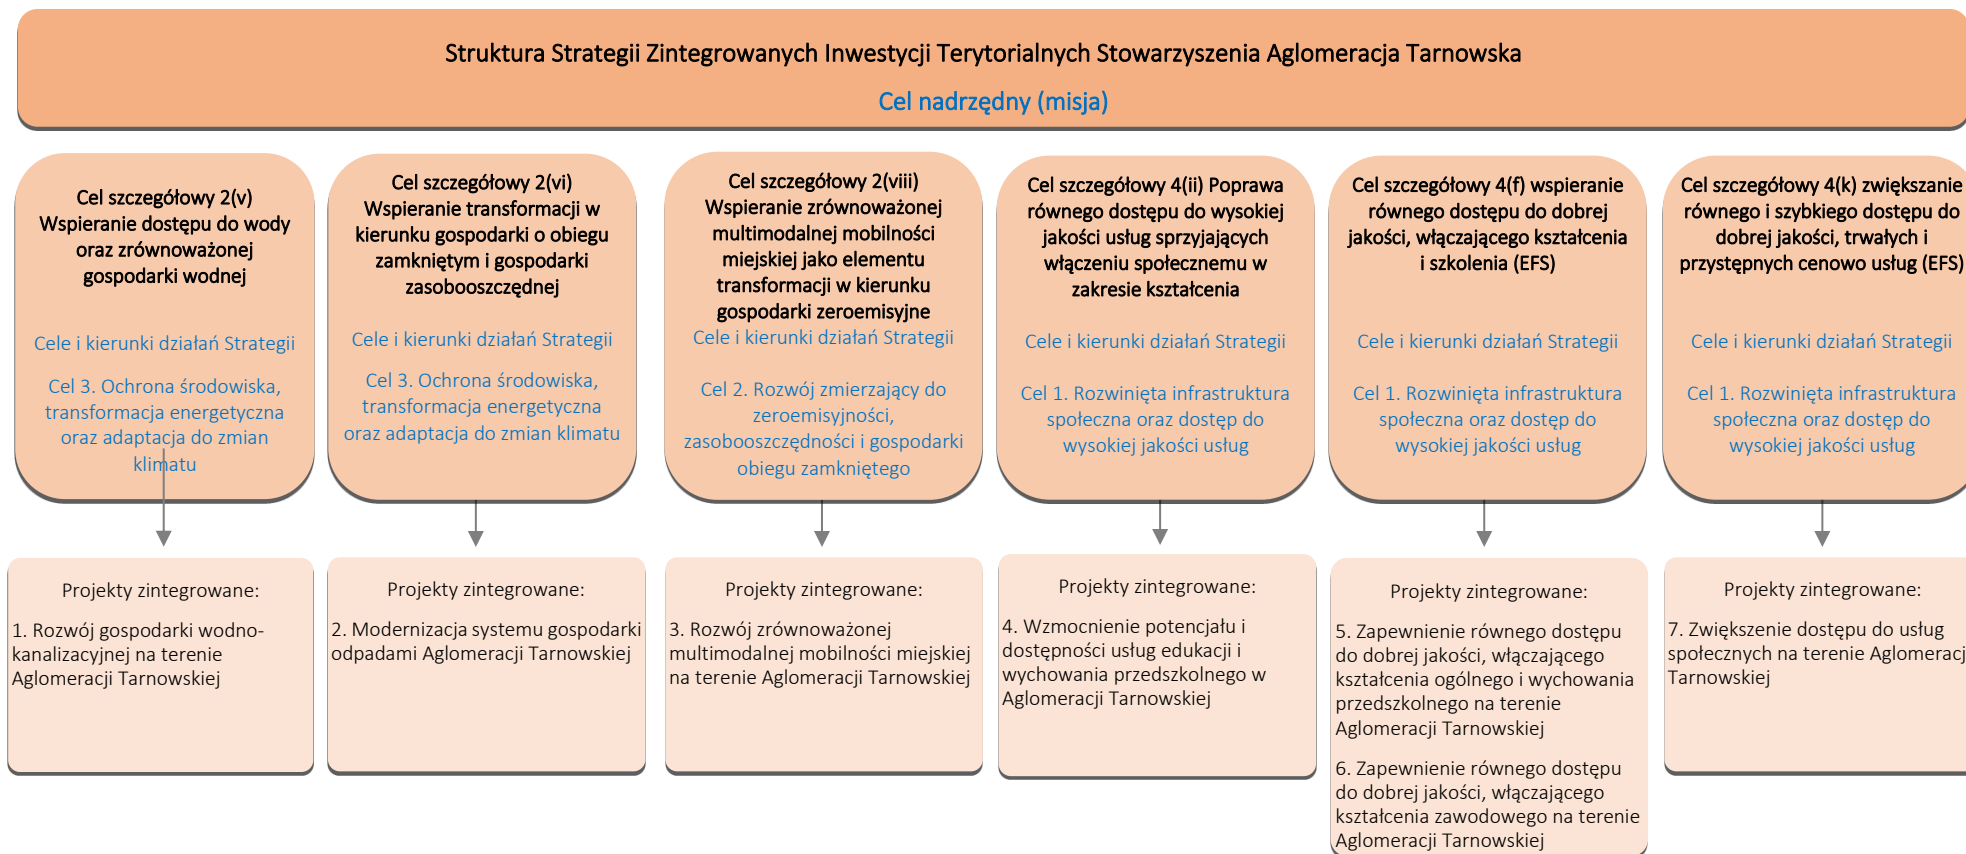 Struktura Strategii Zintegrowanych Inwestycji Terytorialnych Stowarzyszenia Aglomeracja Tarnowska
Cel nadrzędny (misja)
Cel szczegółowy 2(v)
Wspieranie dostępu do wody
oraz zrównoważonej
gospodarki wodnej
Cele i kierunki działań Strategii
Cel 3. Ochrona środowiska,
transformacja energetyczna
oraz adaptacja do zmian
klimatu
Cel szczegółowy 2(vi)
Wspieranie transformacji w
kierunku gospodarki o obiegu
zamkniętym i gospodarki
zasobooszczędnej
Cele i kierunki działań Strategii
Cel 3. Ochrona środowiska,
transformacja energetyczna
oraz adaptacja do zmian klimatu
Cel szczegółowy 2(viii)
Wspieranie zrównoważonej
multimodalnej mobilności
miejskiej jako elementu
transformacji w kierunku
gospodarki zeroemisyjne
Cele i kierunki działań Strategii
Cel 2. Rozwój zmierzający do
zeroemisyjności,
zasobooszczędności i gospodarki
obiegu zamkniętego
Cel szczegółowy 4(ii) Poprawa
równego dostępu do wysokiej
jakości usług sprzyjających
włączeniu społecznemu w
zakresie kształcenia
Cele i kierunki działań Strategii
Cel 1. Rozwinięta infrastruktura
społeczna oraz dostęp do
wysokiej jakości usług
Cel szczegółowy 4(f) wspieranie
równego dostępu do dobrej
jakości, włączającego kształcenia
i szkolenia (EFS)
Cele i kierunki działań Strategii
Cel 1. Rozwinięta infrastruktura
społeczna oraz dostęp do
wysokiej jakości usług
Cel szczegółowy 4(k) zwiększanie
równego i szybkiego dostępu do
dobrej jakości, trwałych i
przystępnych cenowo usług (EFS)
Cele i kierunki działań Strategii
Cel 1. Rozwinięta infrastruktura
społeczna oraz dostęp do
wysokiej jakości usług
Projekty zintegrowane:
1. Rozwój gospodarki wodno-
kanalizacyjnej na terenie
Aglomeracji Tarnowskiej
Projekty zintegrowane:
2. Modernizacja systemu gospodarki
odpadami Aglomeracji Tarnowskiej
Projekty zintegrowane:
3. Rozwój zrównoważonej
multimodalnej mobilności miejskiej
na terenie Aglomeracji Tarnowskiej
Projekty zintegrowane:
4. Wzmocnienie potencjału i
dostępności usług edukacji i
wychowania przedszkolnego w
Aglomeracji Tarnowskiej
Projekty zintegrowane:
5. Zapewnienie równego dostępu
do dobrej jakości, włączającego
kształcenia ogólnego i wychowania
przedszkolnego na terenie
Aglomeracji Tarnowskiej
6. Zapewnienie równego dostępu
do dobrej jakości, włączającego
kształcenia zawodowego na terenie
Aglomeracji Tarnowskiej
Projekty zintegrowane:
7. Zwiększenie dostępu do usług
społecznych na terenie Aglomeracj
Tarnowskiej